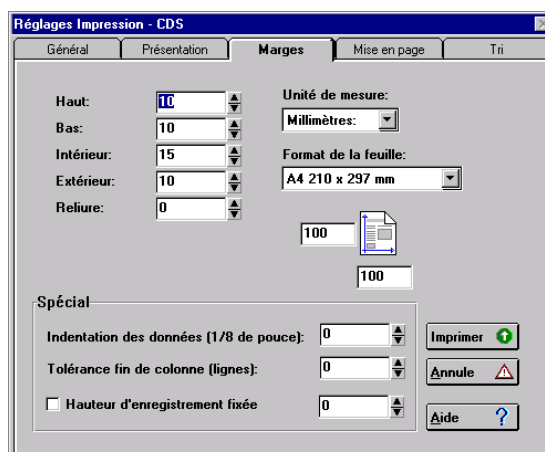 Réglages Impression - CDS
Général Présentation Marges Mise en page Tri
Haut: 10
Bas: 10
Intérieur: 15
Extérieur: 10
Reliure: 0
Unité de mesure:
Millimètres:
Format de la feuille:
A4 210 x 297 mm
100
100
Spécial
Indentation des données (1/8 de pouce): 0
Tolérance fin de colonne (lignes): 0
Hauteur d'enregistrement fixée 0
Imprimer
Annule
Aide ?